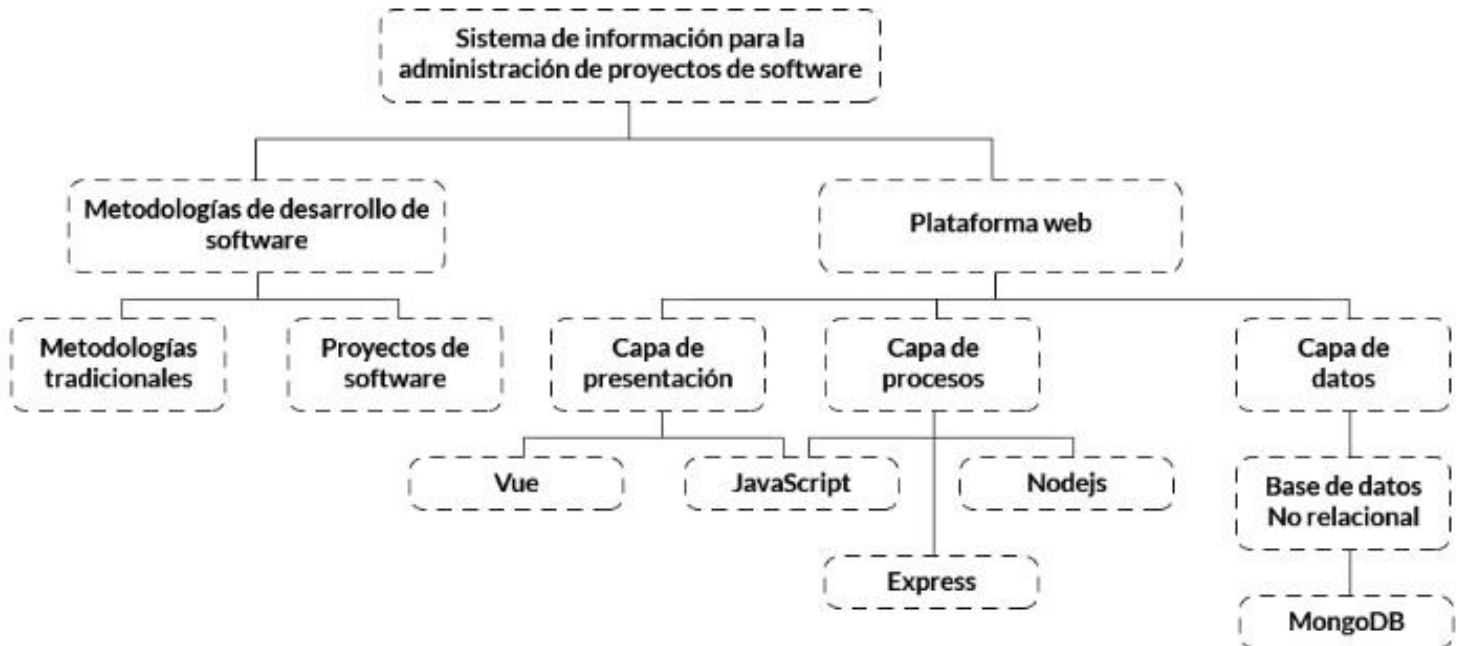 Sistema de información para la
administración de proyectos de software
Metodologías de desarrollo de
software
Plataforma web
Metodologías
tradicionales
Proyectos de
software
Capa de
presentación
Capa de
procesos
Capa de
datos
Vue
JavaScript
Nodejs
Base de datos
No relacional
Express
MongoDB